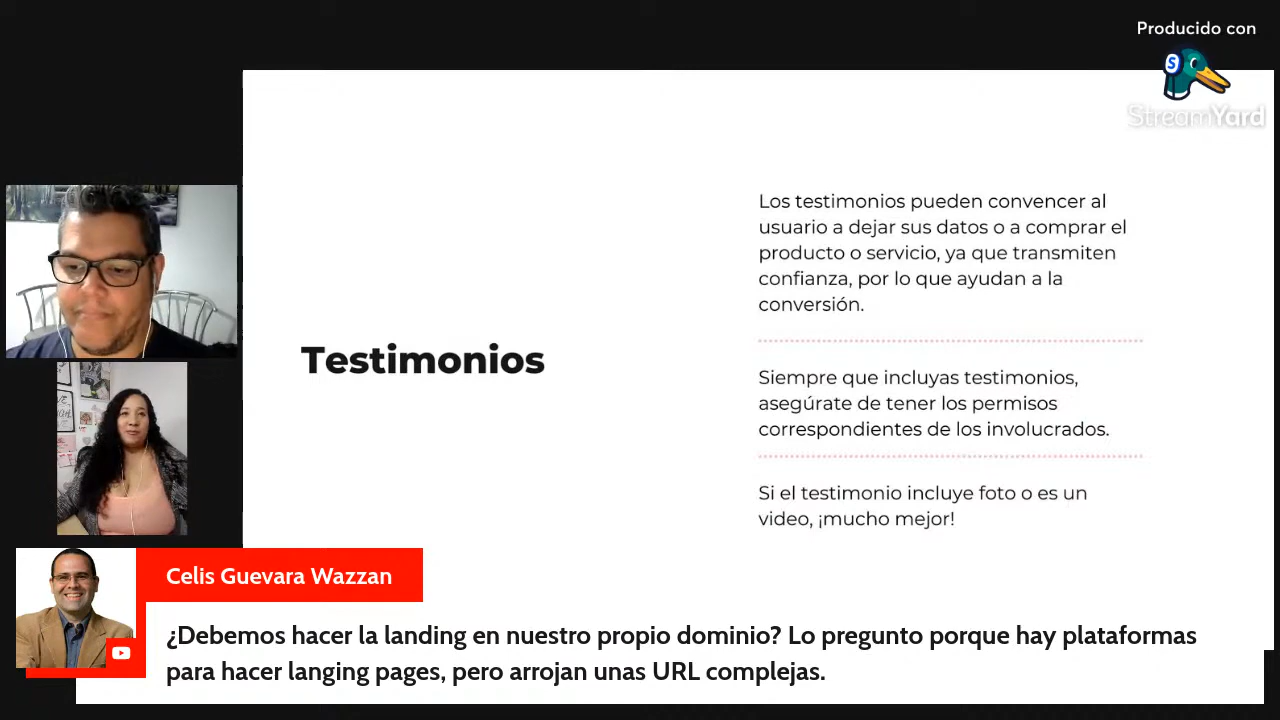 Producido con
StreamYard
Los testimonios pueden convencer al
usuario a dejar sus datos o a comprar el
producto o servicio, ya que transmiten
confianza, por lo que ayudan a la
conversión.
Testimonios
Siempre que incluyas testimonios,
asegúrate de tener los permisos
correspondientes de los involucrados.
Si el testimonio incluye foto o es un
video, ¡mucho mejor!
Celis Guevara Wazzan
¿Debemos hacer la landing en nuestro propio dominio? Lo pregunto porque hay plataformas
para hacer langing pages, pero arrojan unas URL complejas.